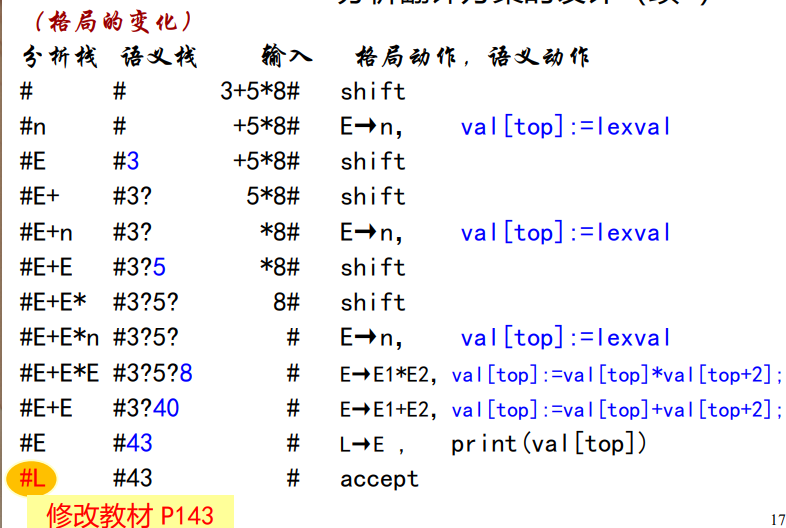 （格局的变化）
分析栈 语义栈 输入 格局动作, 语义动作
# # 3+5*8# shift
#n # +5*8# E→n, val[top]:=lexval
#E #3 +5*8# shift
#E+ #3? 5*8# shift
#E+n #3? *8# E→n, val[top]:=lexval
#E+E #3?5 *8# shift
#E+E* #3?5? 8# shift
#E+E*n #3?5? # E→n, val[top]:=lexval
#E+E*E #3?5?8 # E→E1*E2, val[top]:=val[top]*val[top+2];
#E+E #3?40 # E→E1+E2, val[top]:=val[top]+val[top+2];
#E #43 # L→E , print(val[top])
#L #43 # accept
修改教材 P143
17